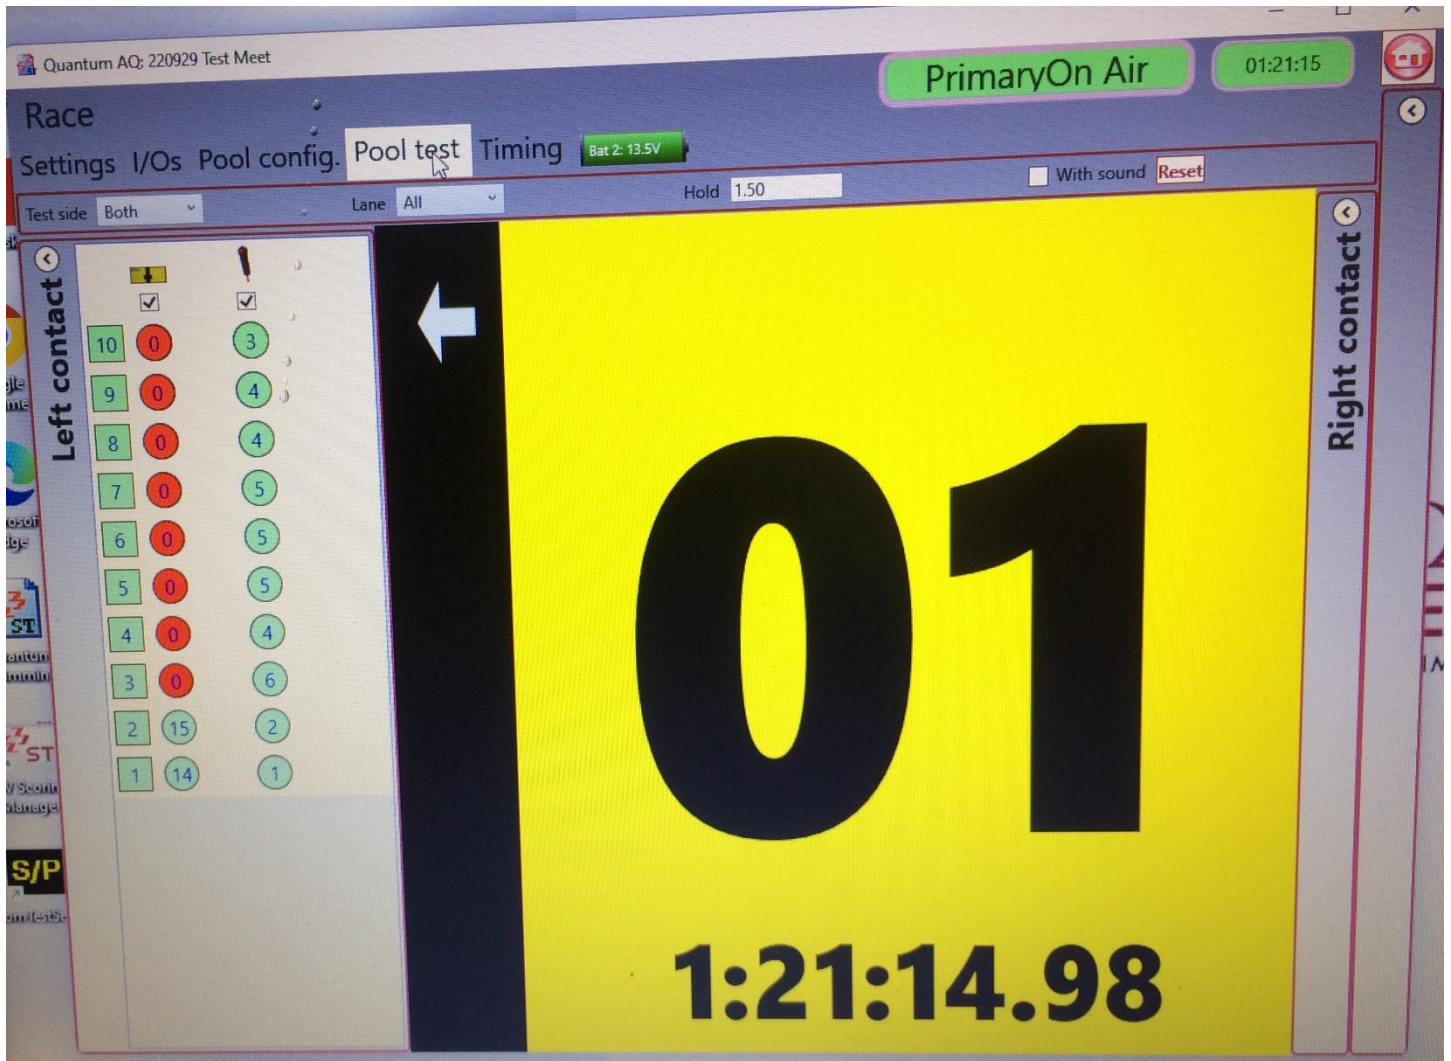 Quantum AQ: 220929 Test Meet
PrimaryOn Air
01:21:15
Race
Settings I/Os Pool config. Pool test Timing Bat 2: 13.5V
Test side Both Lane All Hold 1.50 With sound Reset
Left contact
10 0 3
9 0 4
8 0 4
7 0 5
6 0 5
5 0 5
4 0 4
3 0 6
2 15 2
1 14 1
01
1:21:14.98
Right contact
ST
ST
S/P